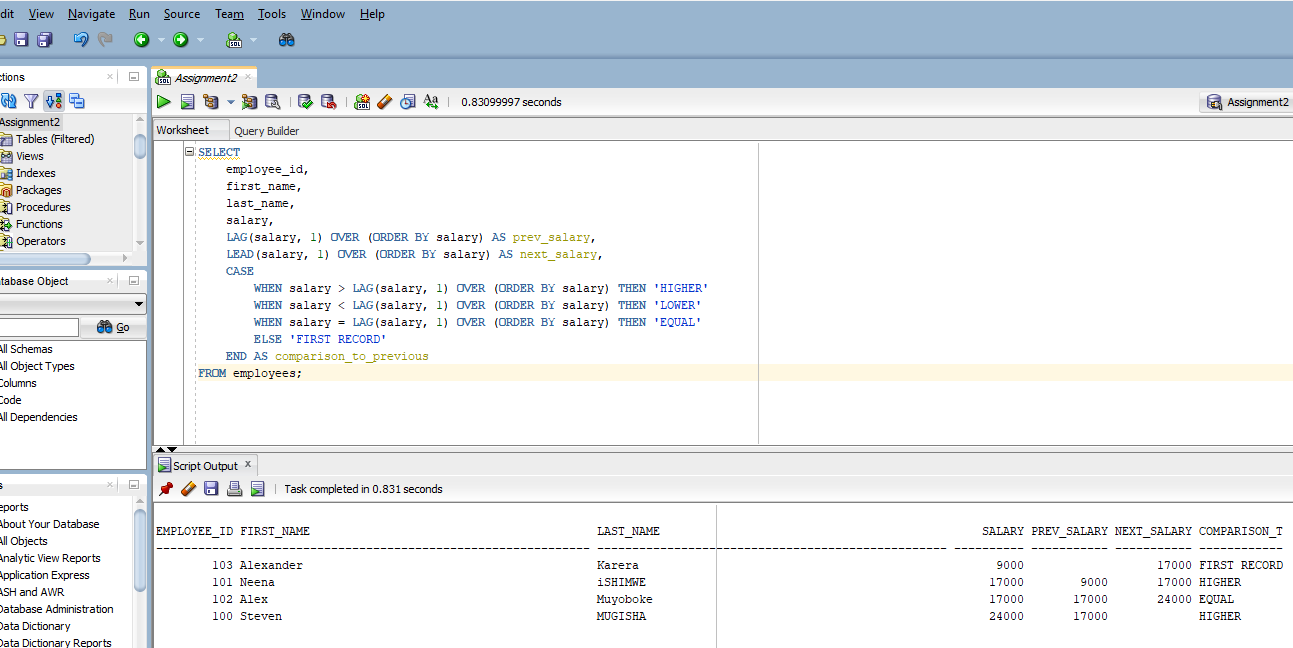 dit View Navigate Run Source Team Tools Window Help
ctions
Assignment2
0.83099997 seconds
Assignment2
Assignment2
Tables (Filtered)
Views
Indexes
Packages
Procedures
Functions
Operators
Worksheet Query Builder
SELECT
employee_id,
first_name,
last_name,
salary,
LAG(salary, 1) OVER (ORDER BY salary) AS prev_salary,
LEAD(salary, 1) OVER (ORDER BY salary) AS next_salary,
CASE
WHEN salary > LAG(salary, 1) OVER (ORDER BY salary) THEN 'HIGHER'
WHEN salary < LAG(salary, 1) OVER (ORDER BY salary) THEN 'LOWER'
WHEN salary = LAG(salary, 1) OVER (ORDER BY salary) THEN 'EQUAL'
ELSE 'FIRST RECORD'
END AS comparison_to_previous
FROM employees;
tabase Object
Go
All Schemas
All Object Types
Columns
Code
All Dependencies
s
eports
About Your Database
All Objects
Analytic View Reports
Application Express
ASH and AWR
Database Administration
Data Dictionary
Data Dictionary Reports
Script Output x
Task completed in 0.831 seconds
EMPLOYEE_ID FIRST_NAME LAST_NAME SALARY PREV_SALARY NEXT_SALARY COMPARISON_T
----------- -------------------------------------------------- -------------------------------------------------- ---------- ----------- ----------- ------------
103 Alexander Karera 9000 17000 FIRST RECORD
101 Neena iSHIMWE 17000 9000 17000 HIGHER
102 Alex Muyoboke 17000 17000 24000 EQUAL
100 Steven MUGISHA 24000 17000 HIGHER